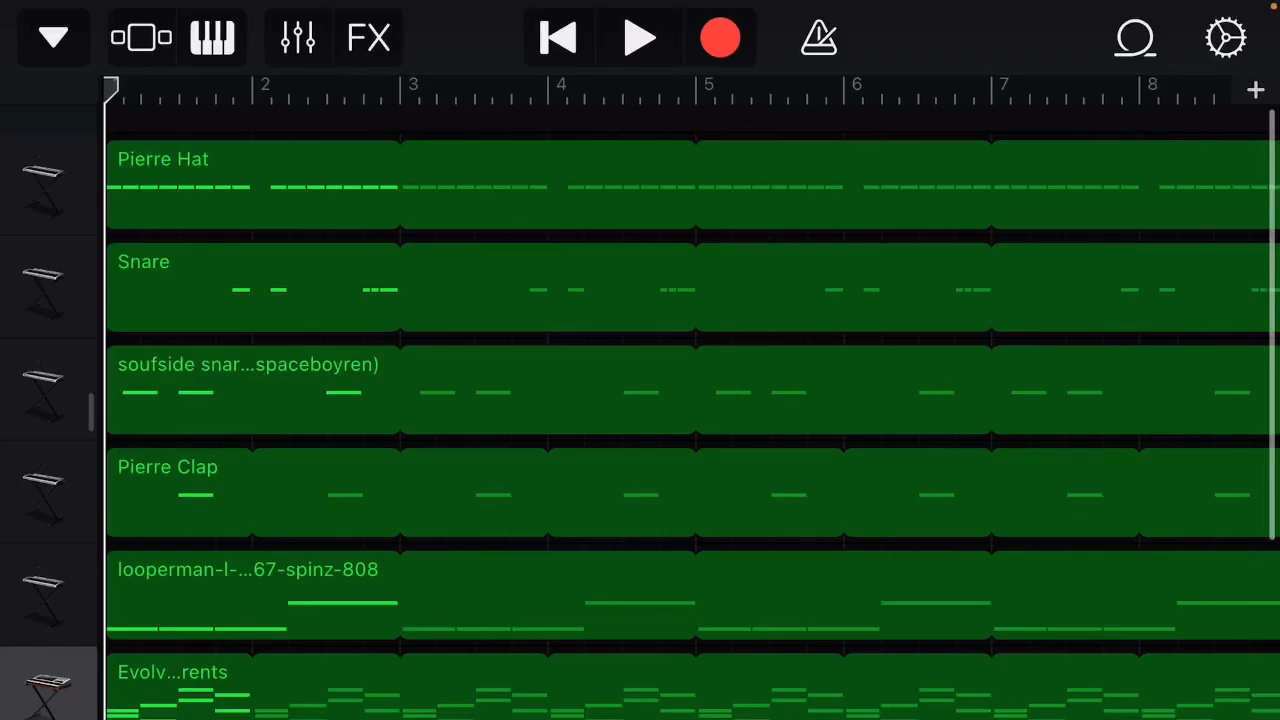 FX
2 3 4 5 6 7 8 +
Pierre Hat
Snare
soufside snar...spaceboyren)
Pierre Clap
looperman-l-...67-spinz-808
Evolv...rents